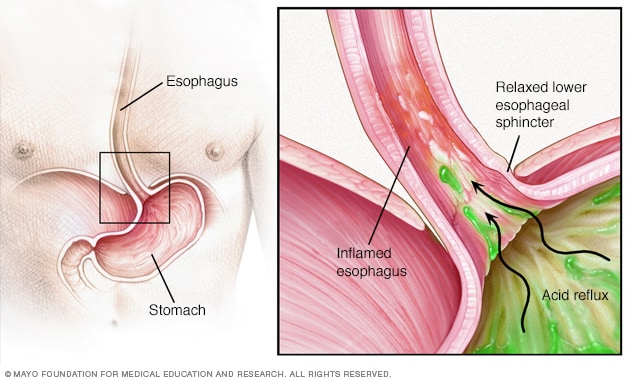 Esophagus
Stomach
Relaxed lower
esophageal
sphincter
Inflamed
esophagus
Acid reflux
© MAYO FOUNDATION FOR MEDICAL EDUCATION AND RESEARCH. ALL RIGHTS RESERVED.